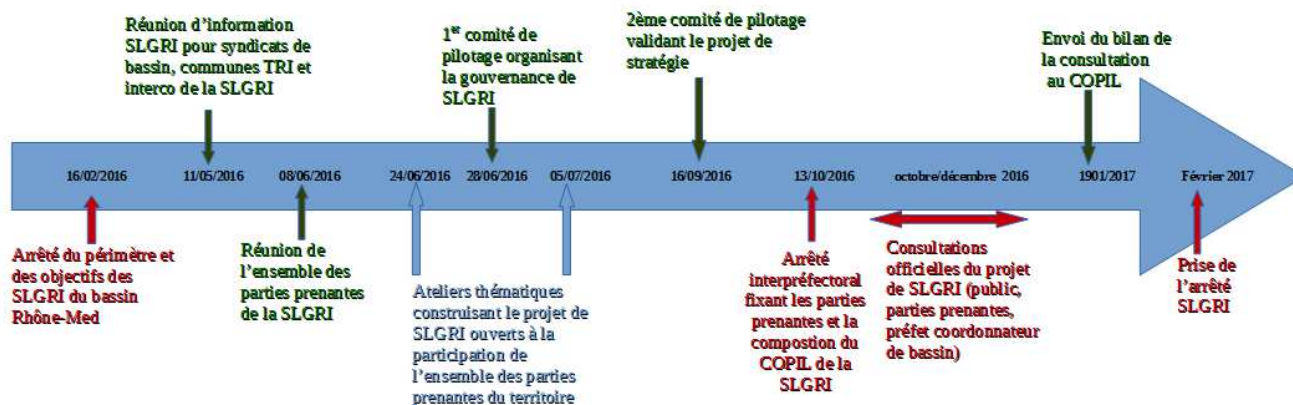 Réunion d'information
SLGRI pour syndicats de
bassin, communes TRI et
interco de la SLGRI
1er comité de
pilotage organisant
la gouvernance de
SLGRI
2ème comité de pilotage
validant le projet de
stratégie
Envoi du bilan de
la consultation
au COPIL
16/02/2016
11/05/2016
08/06/2016
24/06/2016
28/06/2016
05/07/2016
16/09/2016
13/10/2016
octobre/décembre 2016
1901/2017
Février 2017
Arrêté du périmètre et
des objectifs des
SLGRI du bassin
Rhône-Med
Réunion de
l'ensemble des
parties prenantes
de la SLGRI
Ateliers thématiques
construisant le projet de
SLGRI ouverts à la
participation de
l'ensemble des parties
prenantes du territoire
Arrêté
interpréfectoral
fixant les parties
prenantes et la
compostion du
COPIL de la
SLGRI
Consultations
officielles du projet
de SLGRI (public,
parties prenantes,
préfet coordonnateur
de bassin)
Prise de
l'arrêté
SLGRI